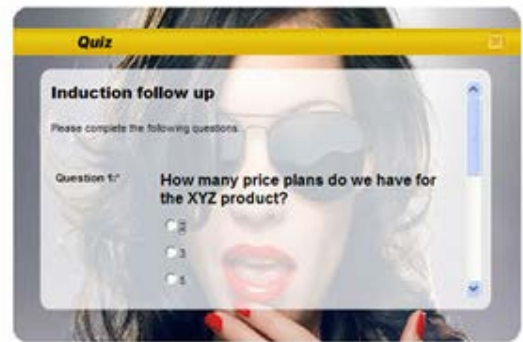 Quiz
Induction follow up
Please complete the following questions.
Question 1:*
How many price plans do we have for
the XYZ product?
2
3
5